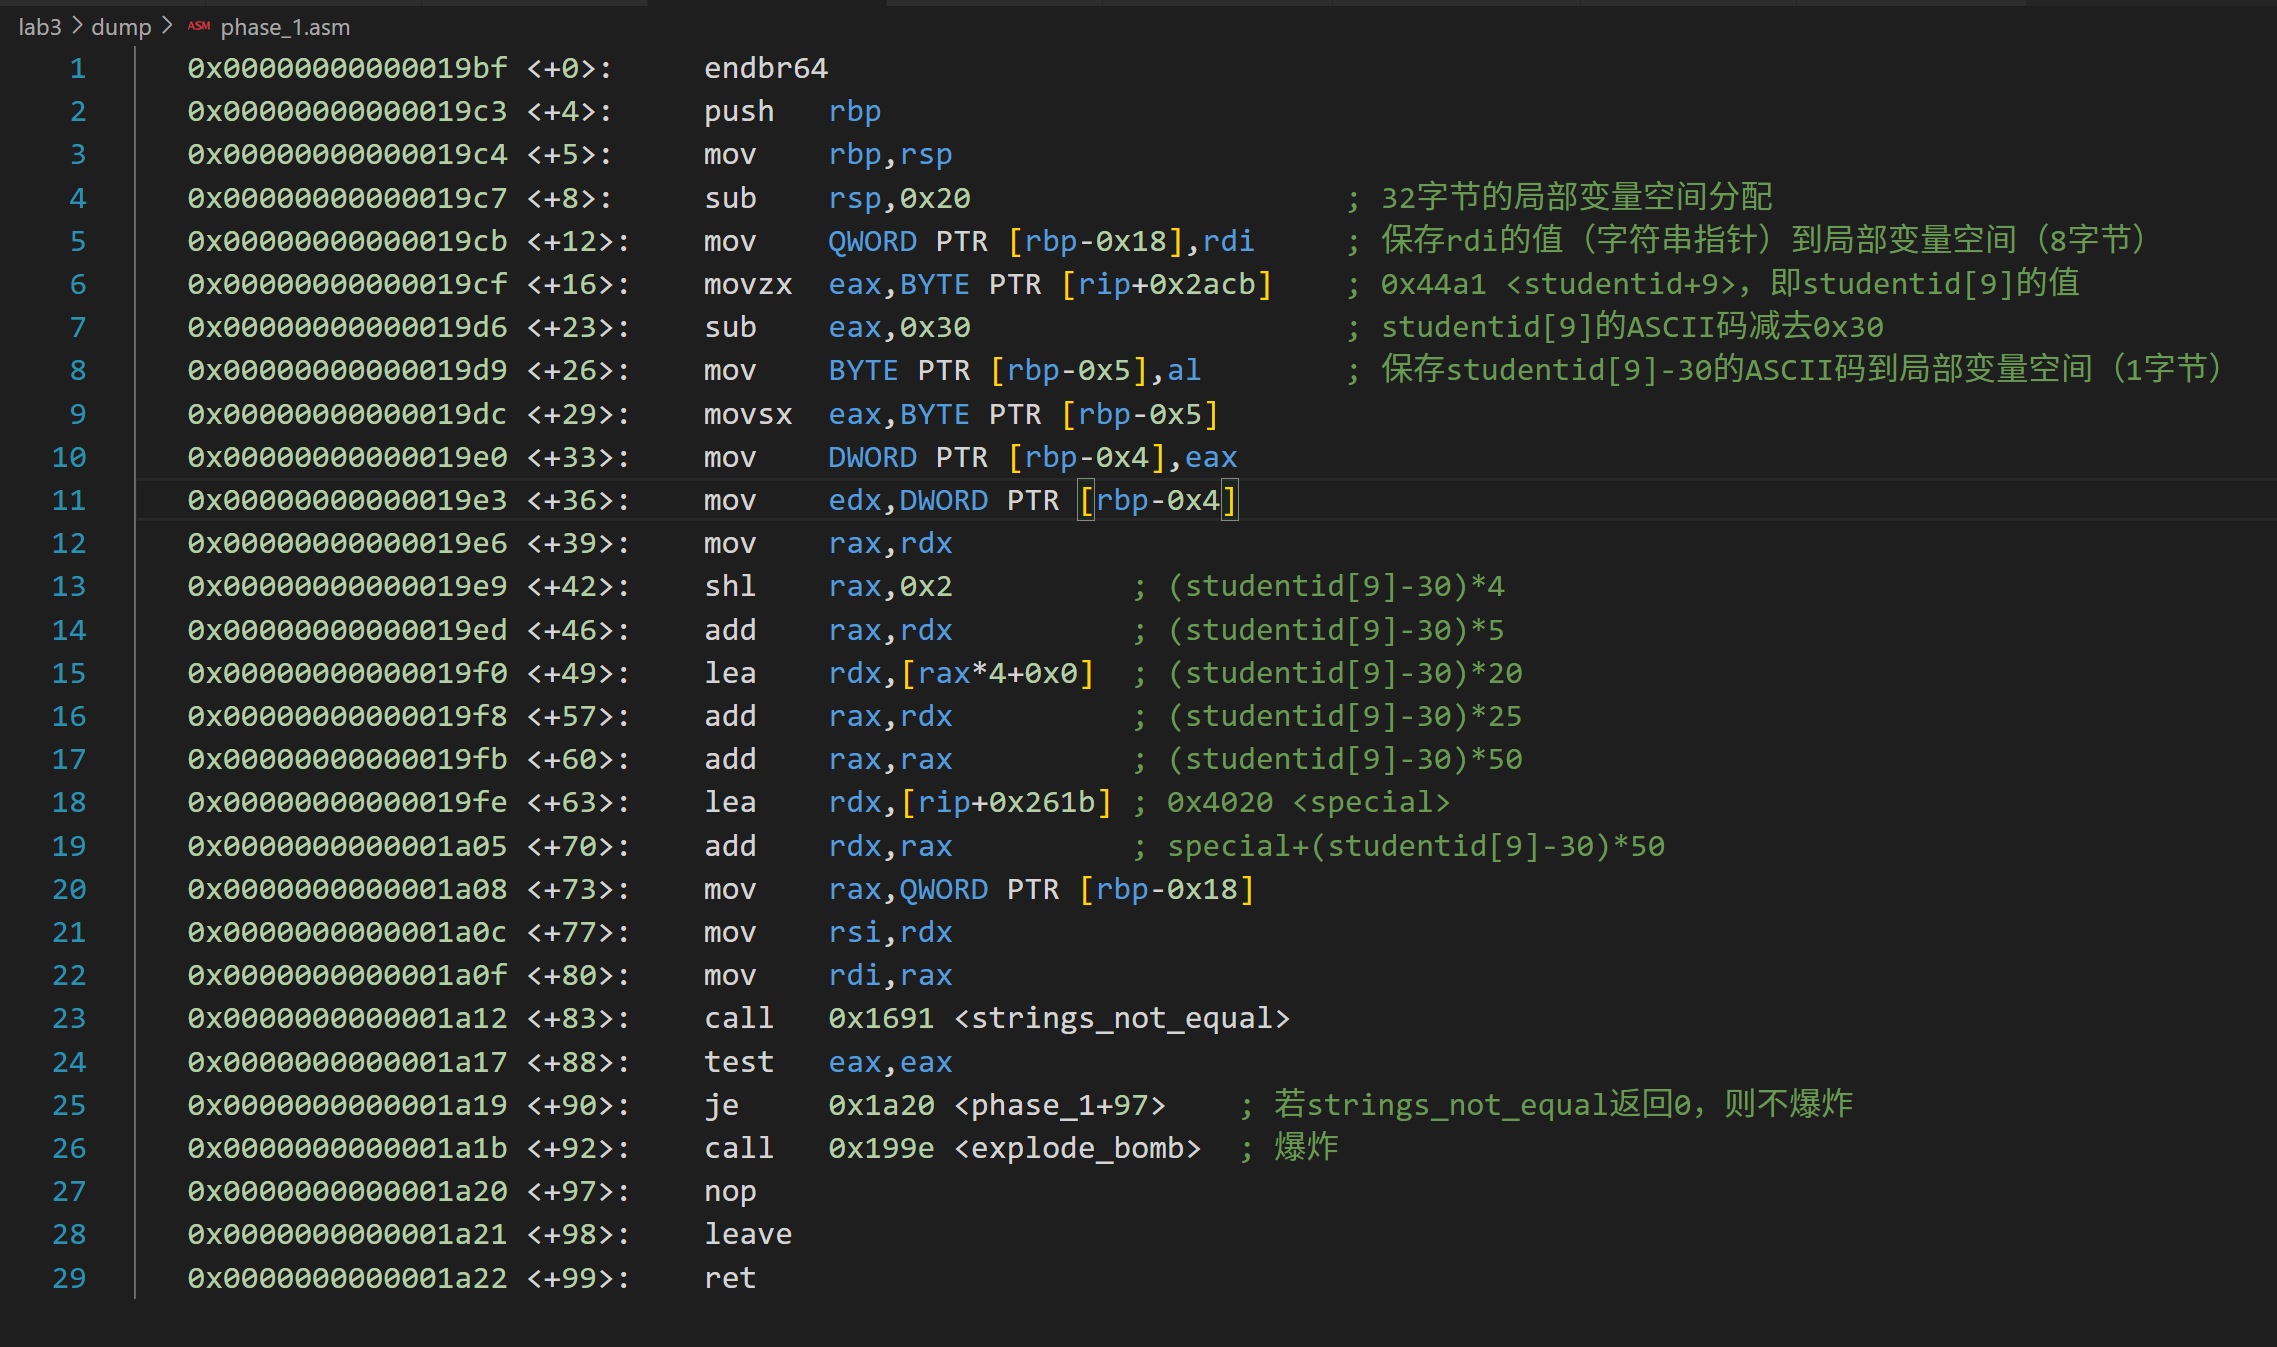 lab3 > dump > ASM phase_1.asm
1 0x00000000000019bf <+0>: endbr64
2 0x00000000000019c3 <+4>: push rbp
3 0x00000000000019c4 <+5>: mov rbp,rsp
4 0x00000000000019c7 <+8>: sub rsp,0x20 ; 32字节的局部变量空间分配
5 0x00000000000019cb <+12>: mov QWORD PTR [rbp-0x18],rdi ; 保存rdi的值（字符串指针）到局部变量空间（8字节）
6 0x00000000000019cf <+16>: movzx eax,BYTE PTR [rip+0x2acb] ; 0x44a1 <studentid+9>，即studentid[9]的值
7 0x00000000000019d6 <+23>: sub eax,0x30 ; studentid[9]的ASCII码减去0x30
8 0x00000000000019d9 <+26>: mov BYTE PTR [rbp-0x5],al ; 保存studentid[9]-30的ASCII码到局部变量空间（1字节）
9 0x00000000000019dc <+29>: movsx eax,BYTE PTR [rbp-0x5]
10 0x00000000000019e0 <+33>: mov DWORD PTR [rbp-0x4],eax
11 0x00000000000019e3 <+36>: mov edx,DWORD PTR [rbp-0x4]
12 0x00000000000019e6 <+39>: mov rax,rdx
13 0x00000000000019e9 <+42>: shl rax,0x2 ; (studentid[9]-30)*4
14 0x00000000000019ed <+46>: add rax,rdx ; (studentid[9]-30)*5
15 0x00000000000019f0 <+49>: lea rdx,[rax*4+0x0] ; (studentid[9]-30)*20
16 0x00000000000019f8 <+57>: add rax,rdx ; (studentid[9]-30)*25
17 0x00000000000019fb <+60>: add rax,rax ; (studentid[9]-30)*50
18 0x00000000000019fe <+63>: lea rdx,[rip+0x261b] ; 0x4020 <special>
19 0x0000000000001a05 <+70>: add rdx,rax ; special+(studentid[9]-30)*50
20 0x0000000000001a08 <+73>: mov rax,QWORD PTR [rbp-0x18]
21 0x0000000000001a0c <+77>: mov rsi,rdx
22 0x0000000000001a0f <+80>: mov rdi,rax
23 0x0000000000001a12 <+83>: call 0x1691 <strings_not_equal>
24 0x0000000000001a17 <+88>: test eax,eax
25 0x0000000000001a19 <+90>: je 0x1a20 <phase_1+97> ; 若strings_not_equal返回0，则不爆炸
26 0x0000000000001a1b <+92>: call 0x199e <explode_bomb> ; 爆炸
27 0x0000000000001a20 <+97>: nop
28 0x0000000000001a21 <+98>: leave
29 0x0000000000001a22 <+99>: ret